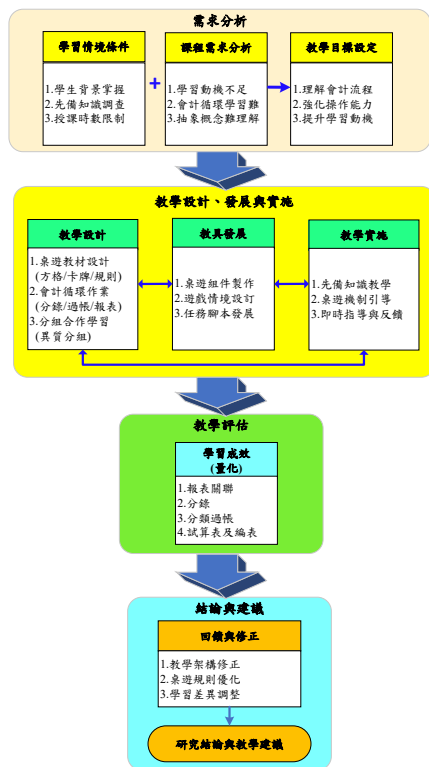 需求分析
學習情境條件
1.學生背景掌握
2.先備知識調查
3.授課時數限制
+
課程需求分析
1.學習動機不足
2.會計循環學習難
3.抽象概念難理解
教學目標設定
1.理解會計流程
2.強化操作能力
3.提升學習動機
教學設計、發展與實施
教學設計
1.桌遊教材設計
(方格/卡牌/規則)
2.會計循環作業
(分錄/過帳/報表)
3.分組合作學習
(異質分組)
教具發展
1.桌遊組件製作
2.遊戲情境設訂
3.任務腳本發展
教學實施
1.先備知識教學
2.桌遊機制引導
3.即時指導與反饋
教學評估
學習成效
(量化)
1.報表關聯
2.分錄
3.分類過帳
4.試算表及編表
結論與建議
回饋與修正
1.教學架構修正
2.桌遊規則優化
3.學習差異調整
研究結論與教學建議